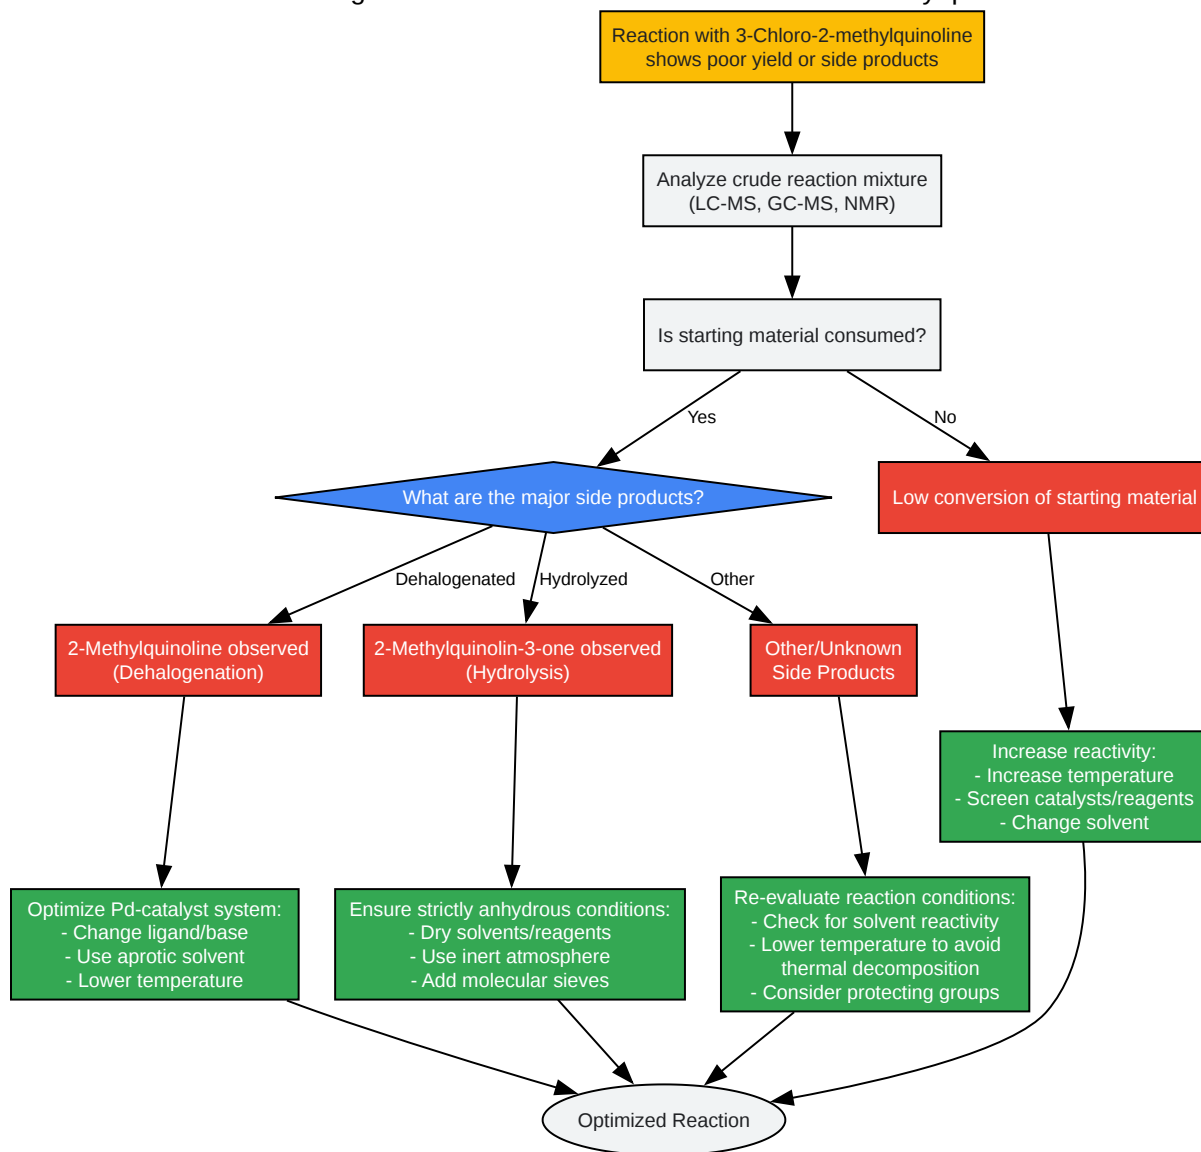 Reaction with 3-Chloro-2-methylquinoline
shows poor yield or side products
Analyze crude reaction mixture
(LC-MS, GC-MS, NMR)
Is starting material consumed?
Yes
No
What are the major side products?
Low conversion of starting material
Dehalogenated
Hydrolyzed
Other
2-Methylquinoline observed
(Dehalogenation)
2-Methylquinolin-3-one observed
(Hydrolysis)
Other/Unknown
Side Products
Increase reactivity:
- Increase temperature
- Screen catalysts/reagents
- Change solvent
Optimize Pd-catalyst system:
- Change ligand/base
- Use aprotic solvent
- Lower temperature
Ensure strictly anhydrous conditions:
- Dry solvents/reagents
- Use inert atmosphere
- Add molecular sieves
Re-evaluate reaction conditions:
- Check for solvent reactivity
- Lower temperature to avoid
thermal decomposition
- Consider protecting groups
Optimized Reaction